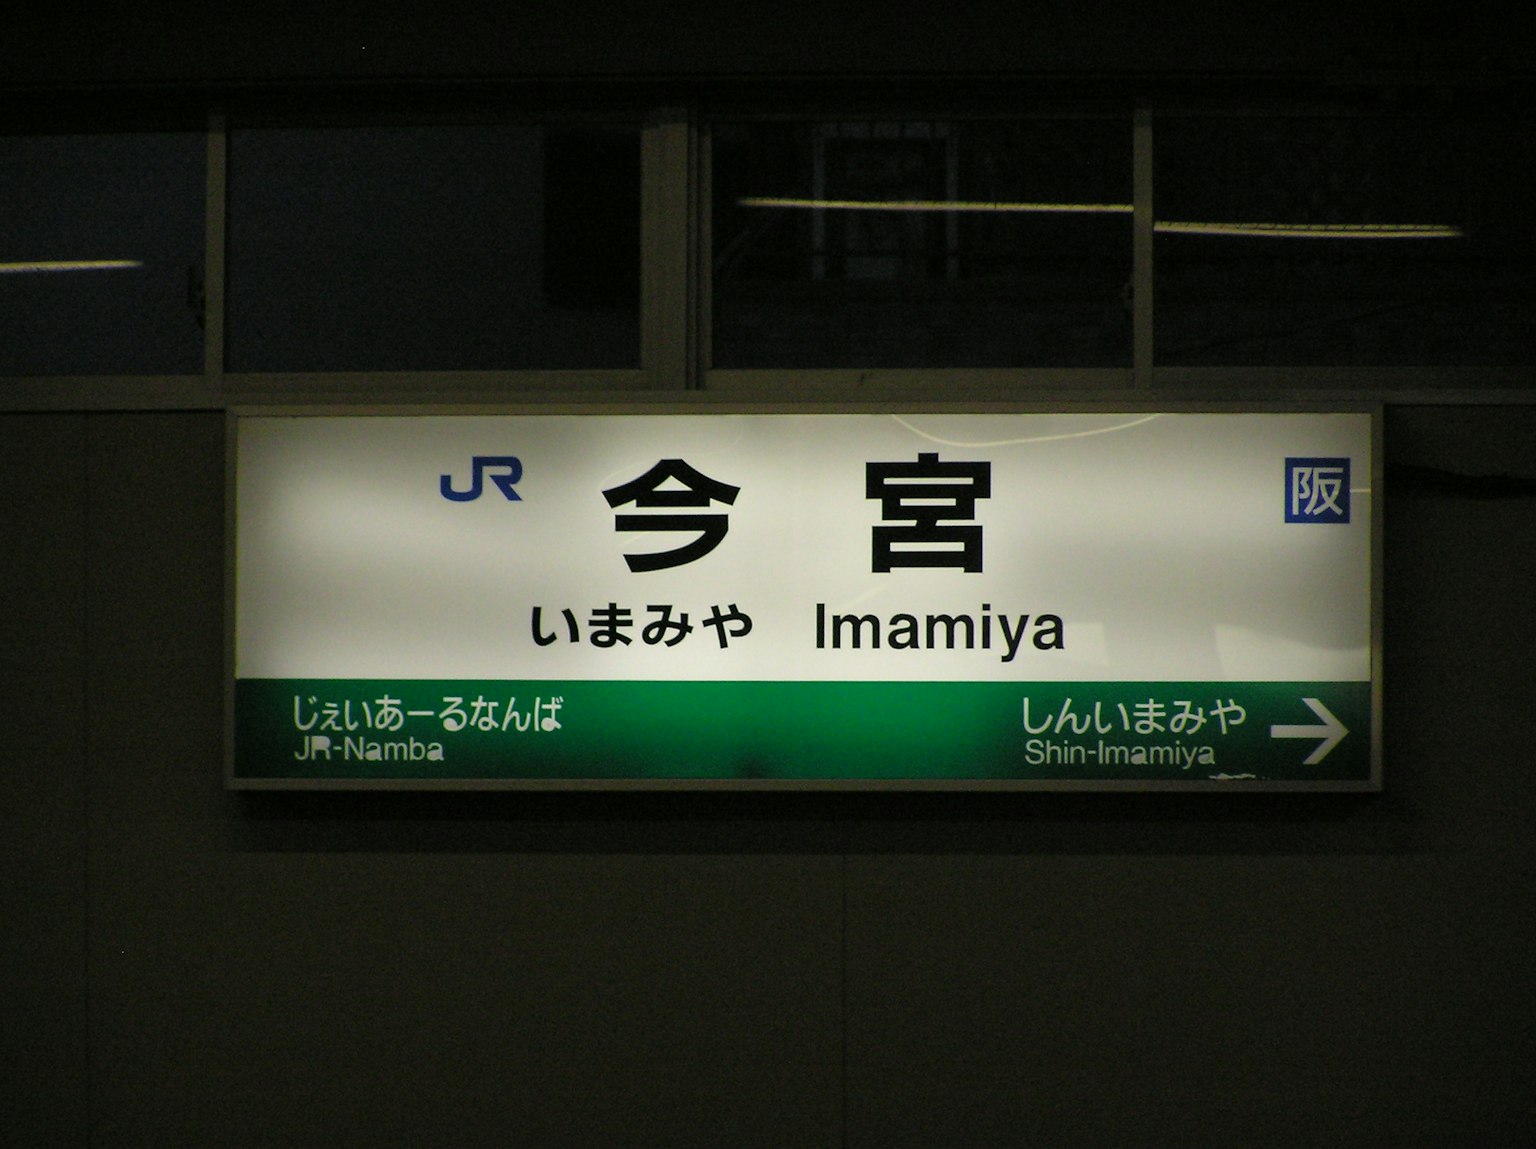 JR 今宮 阪
いまみや Imamiya
じぇいあーるなんば しんいまみや →
JR-Namba Shin-Imamiya